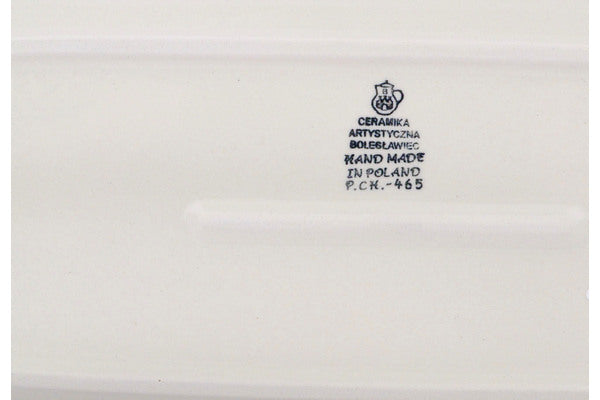 B
CERAMIKA
ARTYSTYCZNA
BOLESŁAWIEC
HAND MADE
IN POLAND
P.CH.-465